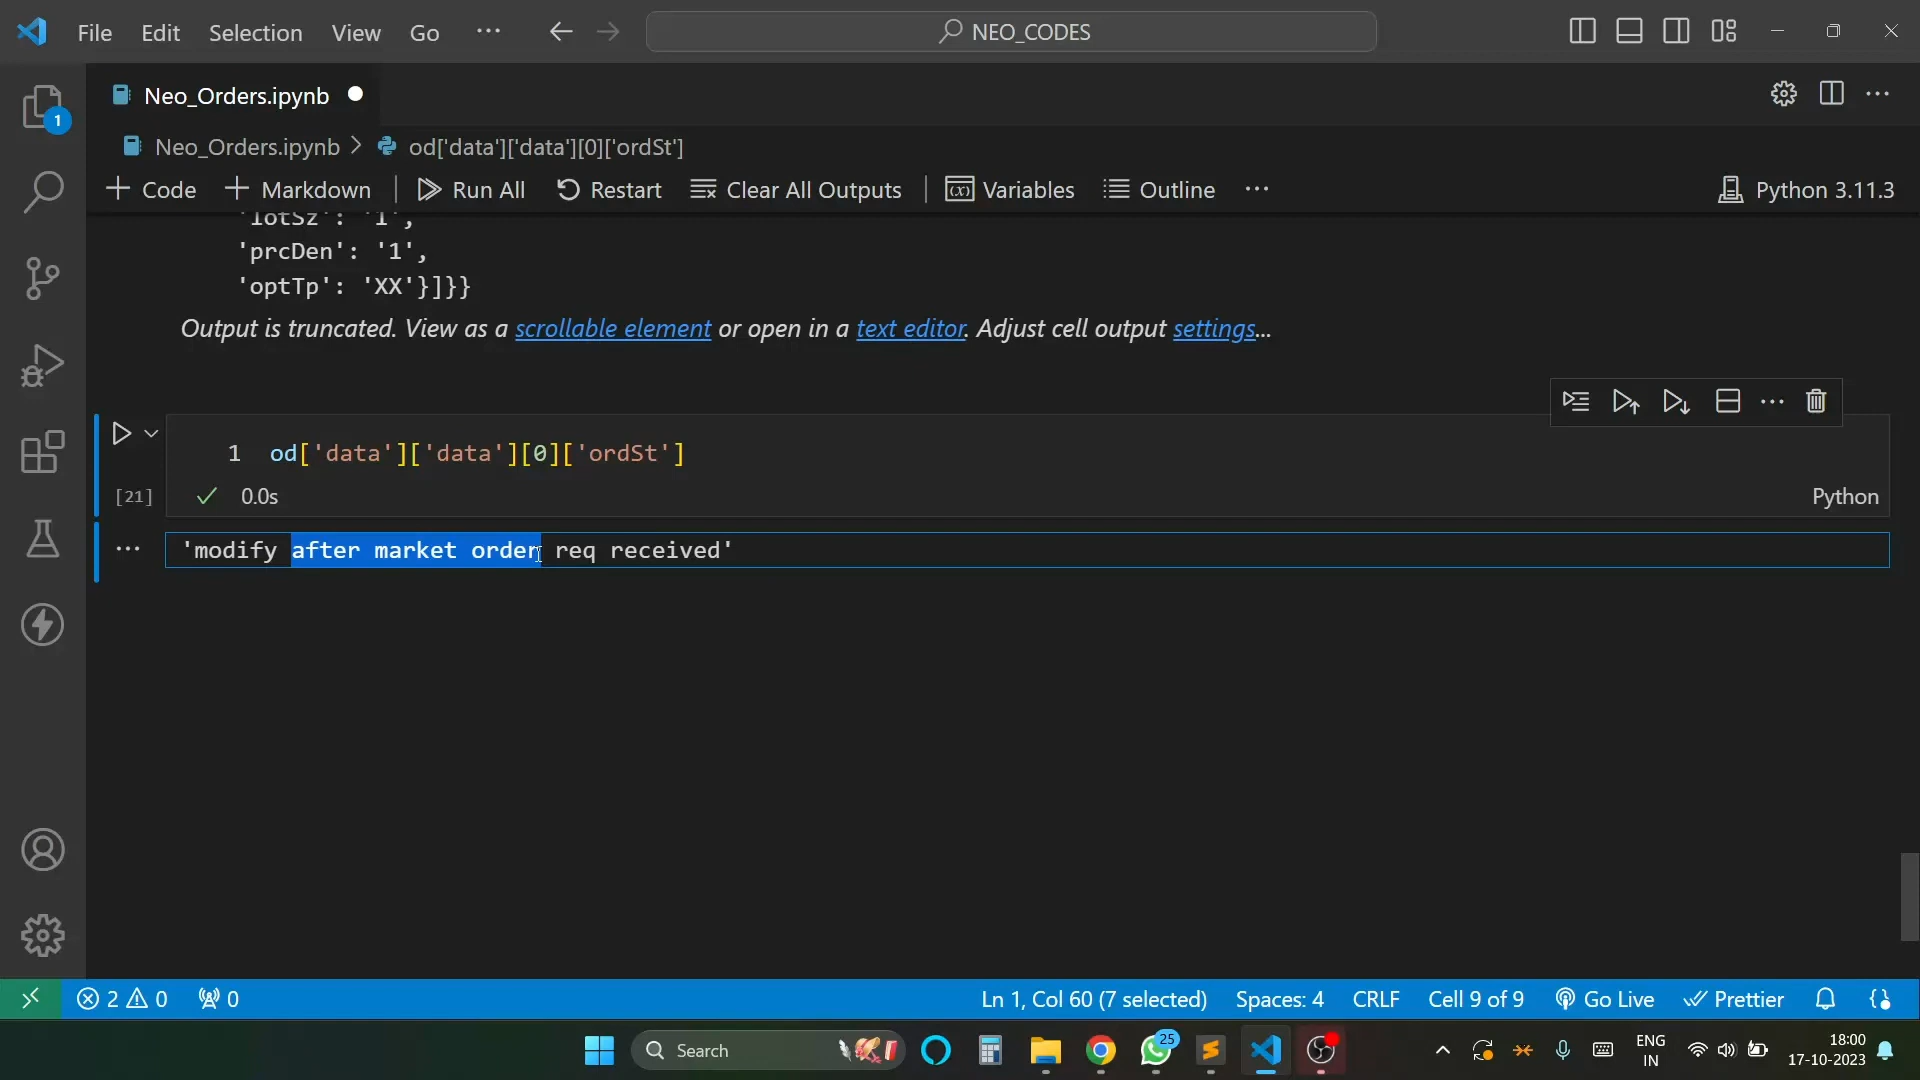 File Edit Selection View Go ··· NEO_CODES
1
Neo_Orders.ipynb
Neo_Orders.ipynb > od['data']['data'][0]['ordSt']
+ Code + Markdown | Run All Restart Clear All Outputs | Variables Outline ··· Python 3.11.3
'lotSz': '1',
'prcDen': '1',
'optTp': 'XX'}]}}
Output is truncated. View as a scrollable element or open in a text editor. Adjust cell output settings...
1 od['data']['data'][0]['ordSt']
[21] 0.0s Python
'modify after market order req received'
2 0 0 Ln 1, Col 60 (7 selected) Spaces: 4 CRLF Cell 9 of 9 Go Live Prettier
Search 25 ENG IN 18:00
17-10-2023